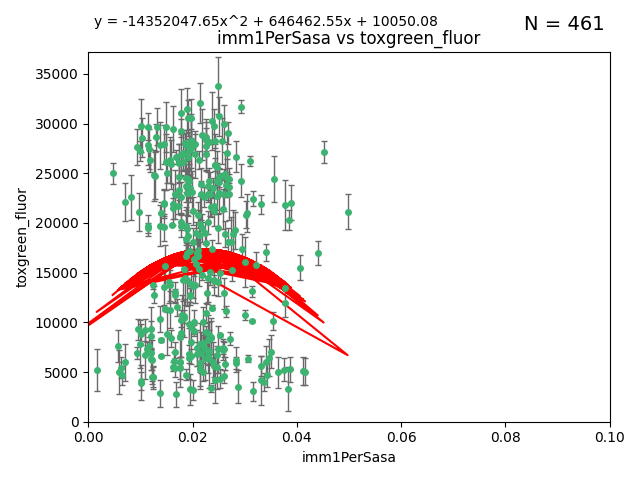 y = -14352047.65x^2 + 646462.55x + 10050.08
N = 461
imm1PerSasa vs toxgreen_fluor
35000
30000
25000
20000
15000
10000
5000
0
toxgreen_fluor
0.00 0.02 0.04 0.06 0.08 0.10
imm1PerSasa